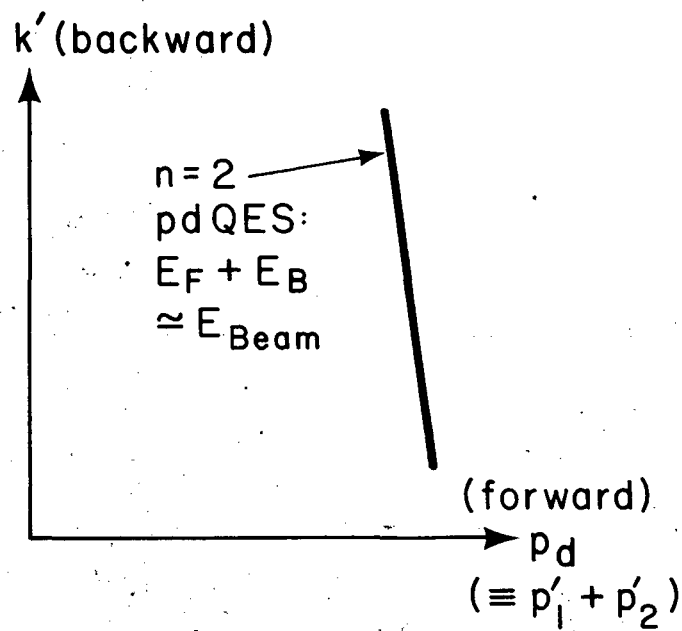 k′ (backward)
n = 2
pd QES:
E_F + E_B
≃ E_Beam
(forward)
p_d
(≡ p′_1 + p′_2)